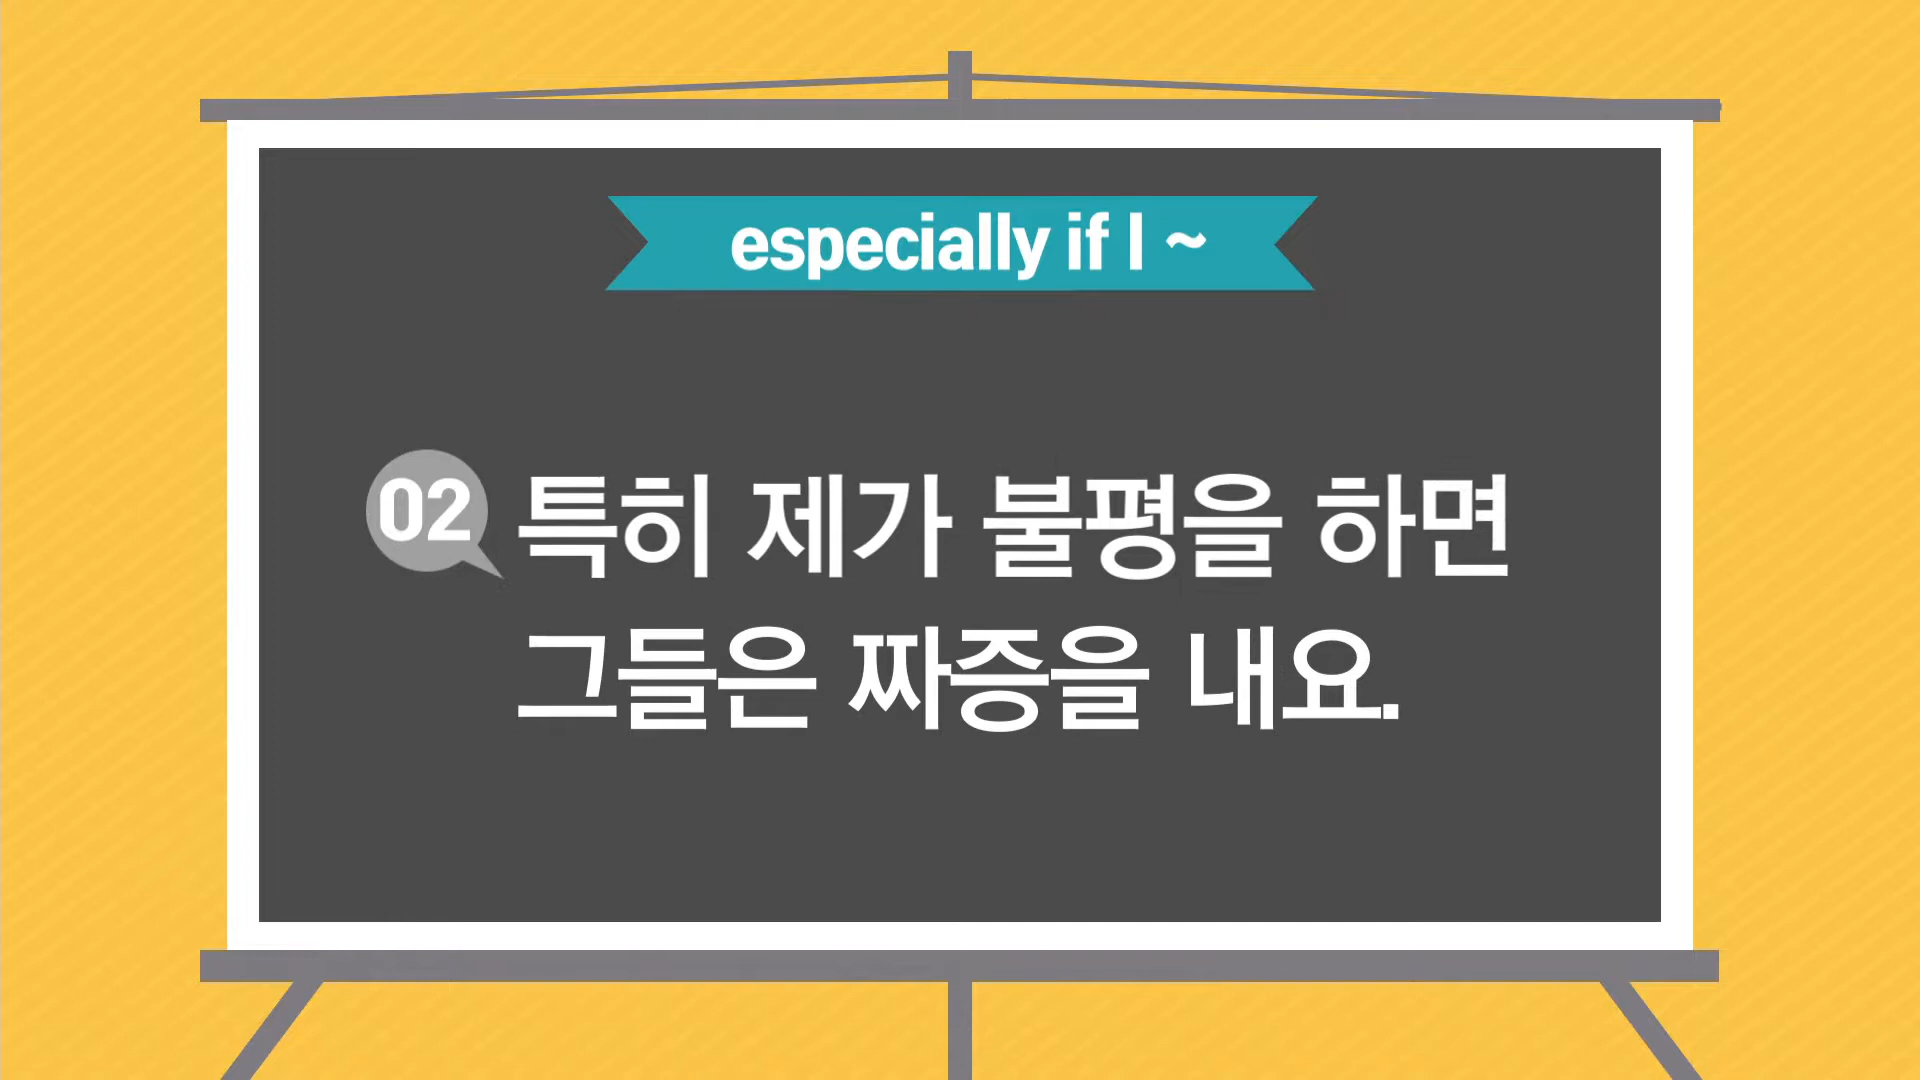 especially if I ~
02 특히 제가 불평을 하면
그들은 짜증을 내요.